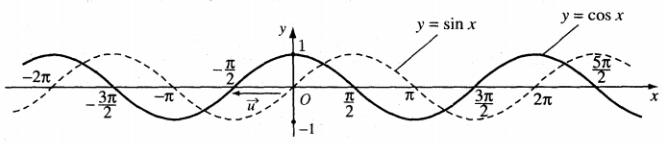 y
y = sin x
y = cos x
1
−2π
−3π/2
−π
−π/2
u⃗
O
π/2
π
3π/2
2π
5π/2
x
−1